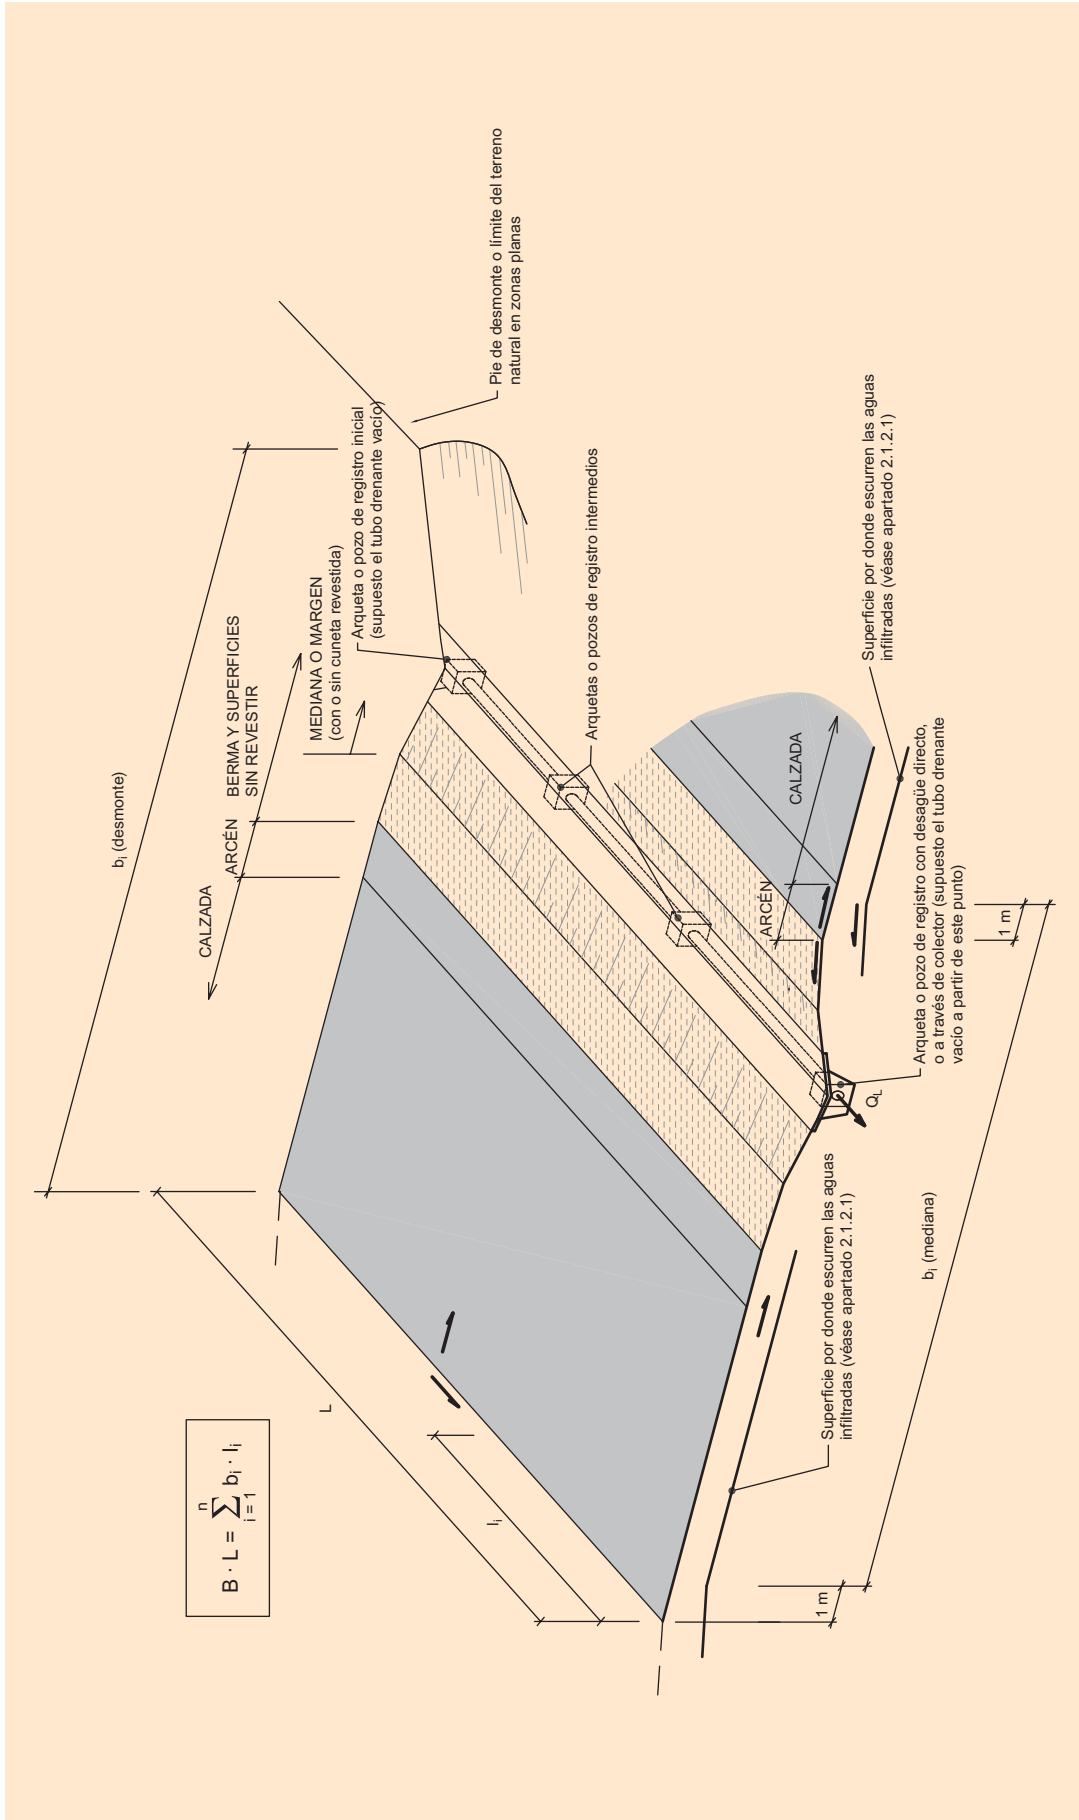 B · L = n Σ i = 1 bᵢ · lᵢ
L
lᵢ
1 m
bᵢ (desmonte)
CALZADA
ARCÉN
BERMA Y SUPERFICIES
SIN REVESTIR
MEDIANA O MARGEN
(con o sin cuneta revestida)
Arqueta o pozo de registro inicial
(supuesto el tubo drenante vacío)
Pie de desmonte o límite del terreno
natural en zonas planas
Arquetas o pozos de registro intermedios
ARCÉN
CALZADA
Superficie por donde escurren las aguas
infiltradas (véase apartado 2.1.2.1)
Q_L
Arqueta o pozo de registro con desagüe directo,
o a través de colector (supuesto el tubo drenante
vacío a partir de este punto)
1 m
Superficie por donde escurren las aguas
infiltradas (véase apartado 2.1.2.1)
bᵢ (mediana)